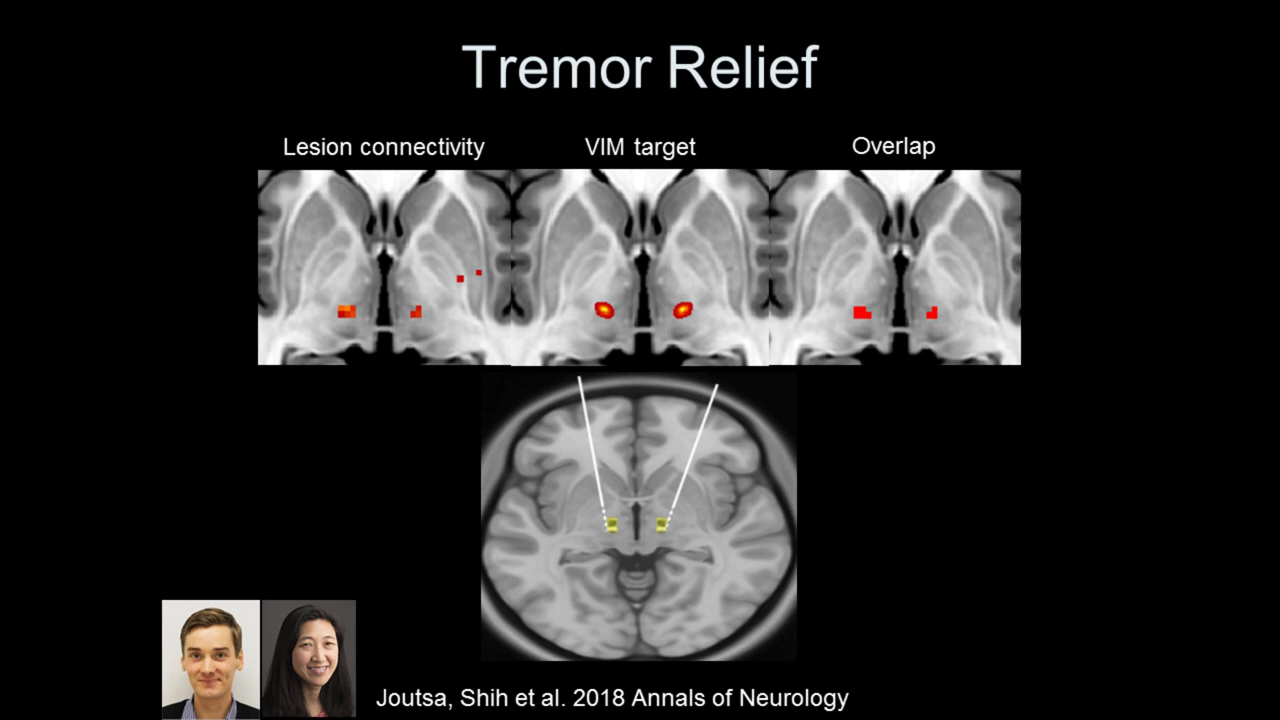 Tremor Relief
Lesion connectivity
VIM target
Overlap
Joutsa, Shih et al. 2018 Annals of Neurology